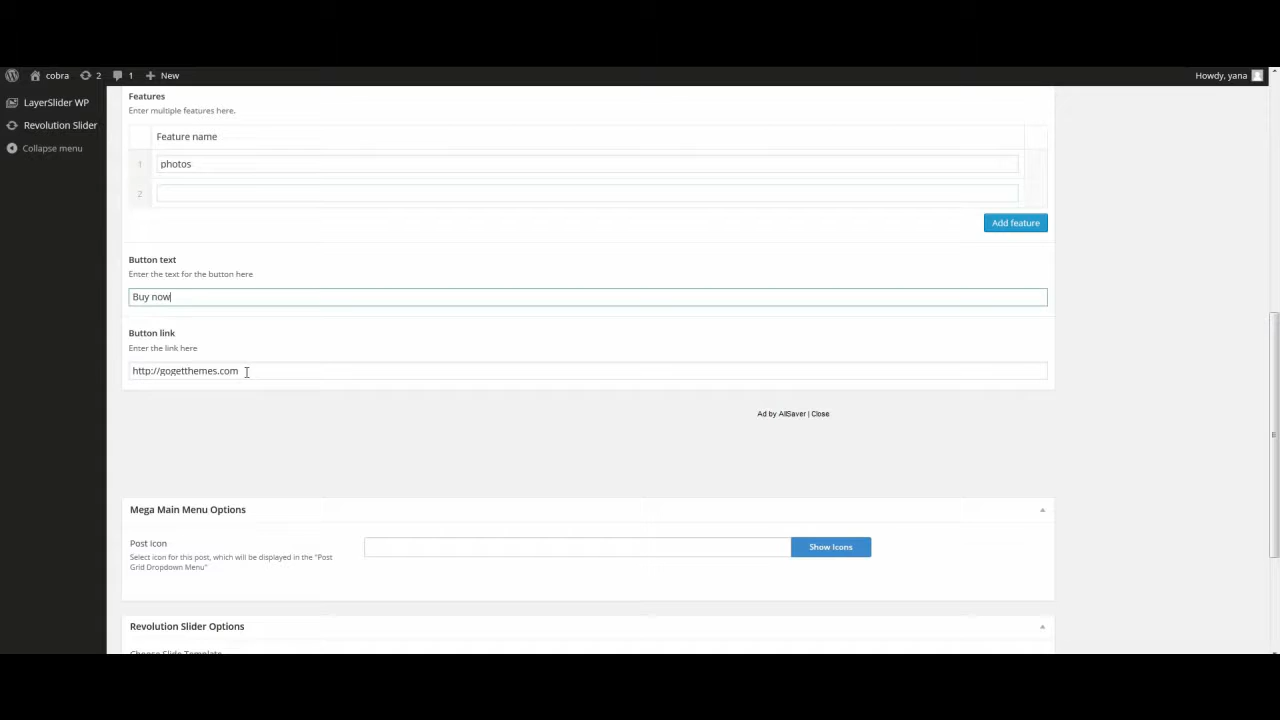 cobra 2 1 New Howdy, yana
LayerSlider WP
Revolution Slider
Collapse menu
Features
Enter multiple features here.
Feature name
1 photos
2
Add feature
Button text
Enter the text for the button here
Buy now
Button link
Enter the link here
http://gogetthemes.com
Ad by AllSaver | Close
Mega Main Menu Options
Post Icon
Select icon for this post, which will be displayed in the "Post
Grid Dropdown Menu"
Show Icons
Revolution Slider Options
Choose Slide Template